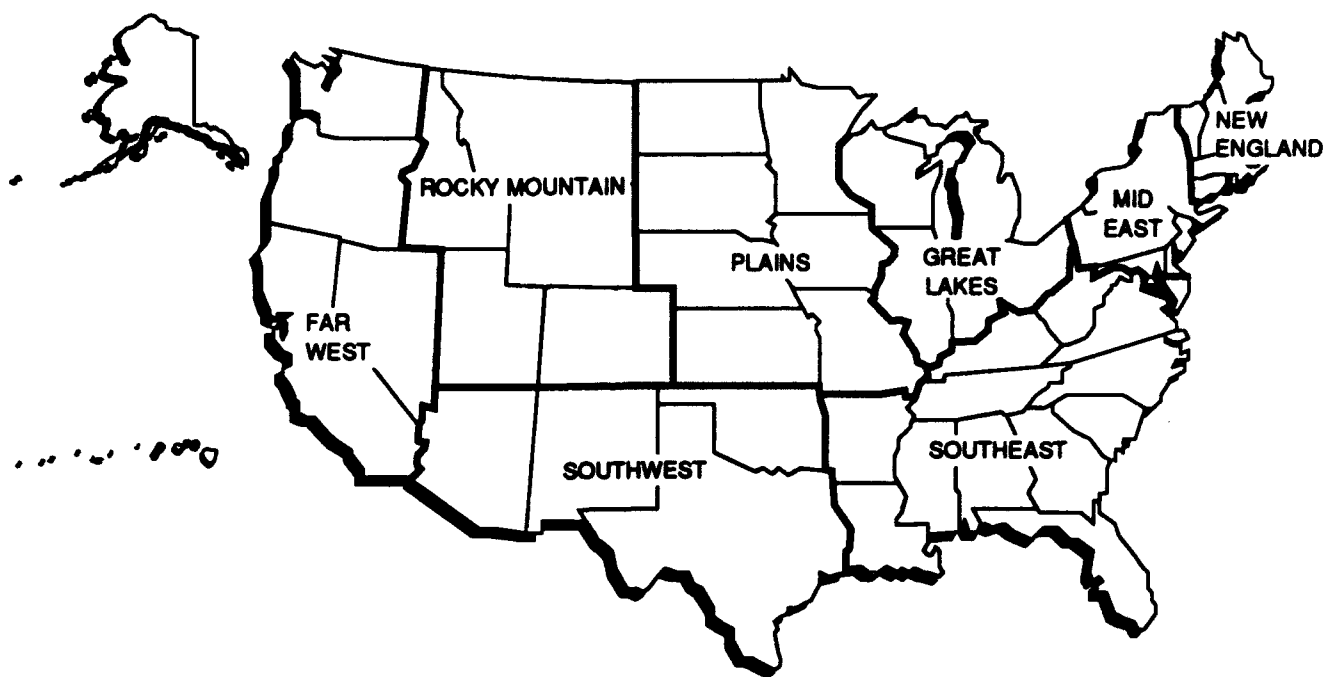 NEW
ENGLAND
ROCKY MOUNTAIN
MID
EAST
PLAINS
GREAT
LAKES
FAR
WEST
SOUTHEAST
SOUTHWEST